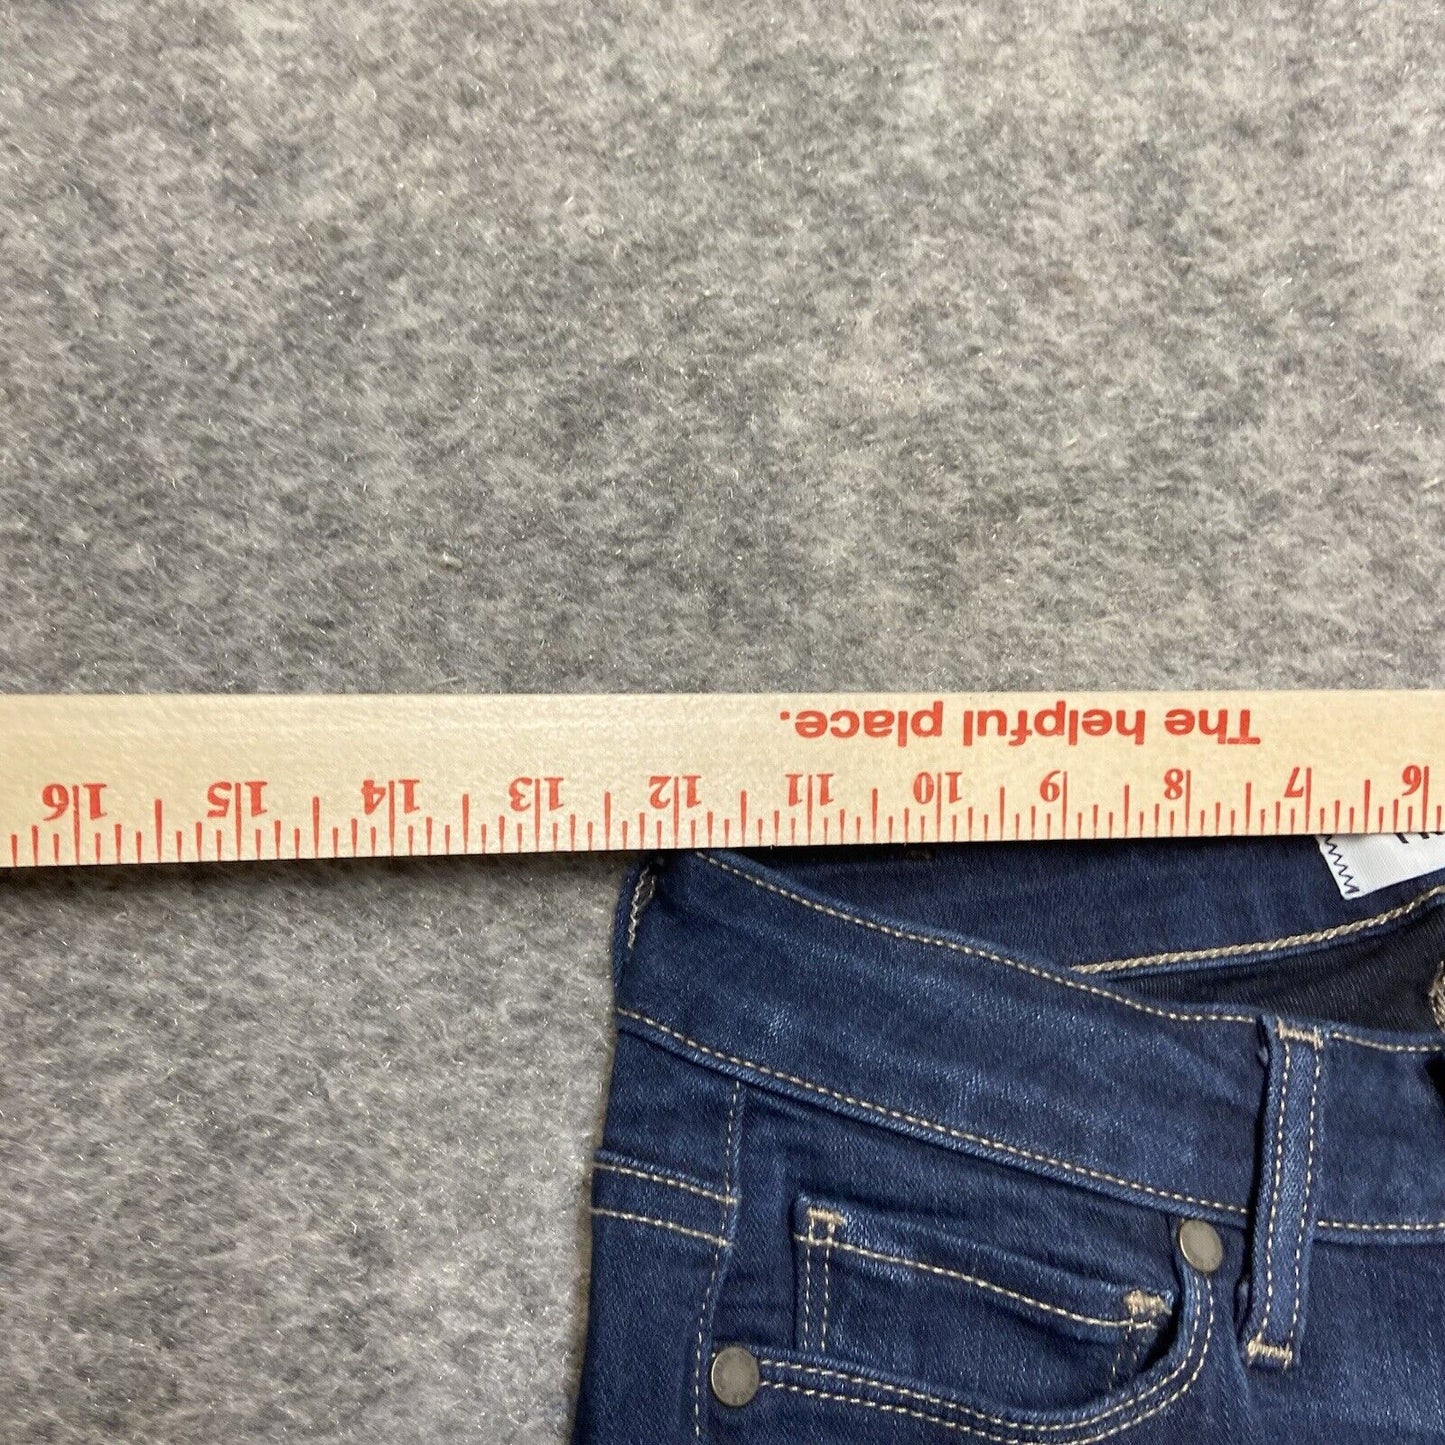 The helpful place.
6 7 8 9 10 11 12 13 14 15 16